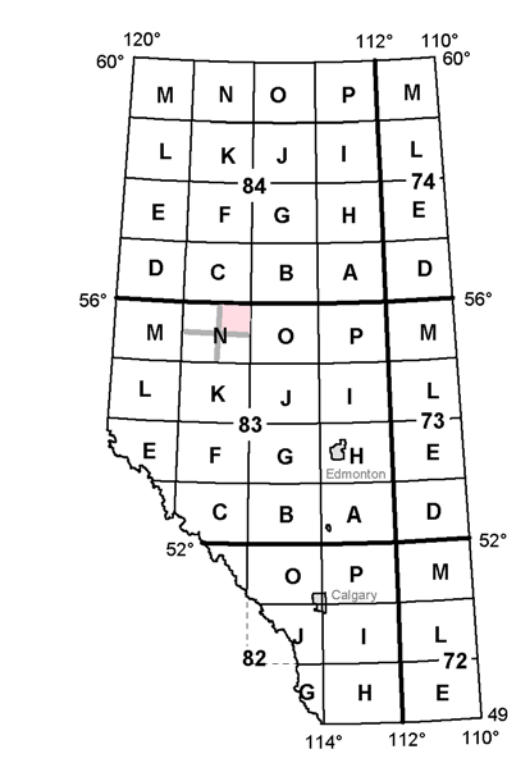 120° 112° 110°
60° 60°
M N O P M
L K J I L
84 74
E F G H E
D C B A D
56° 56°
M N O P M
L K J I L
83 73
E F G H E
Edmonton
C B A D
52° 52°
O P M
Calgary
J I L
82 72
G H E
49
114° 112° 110°